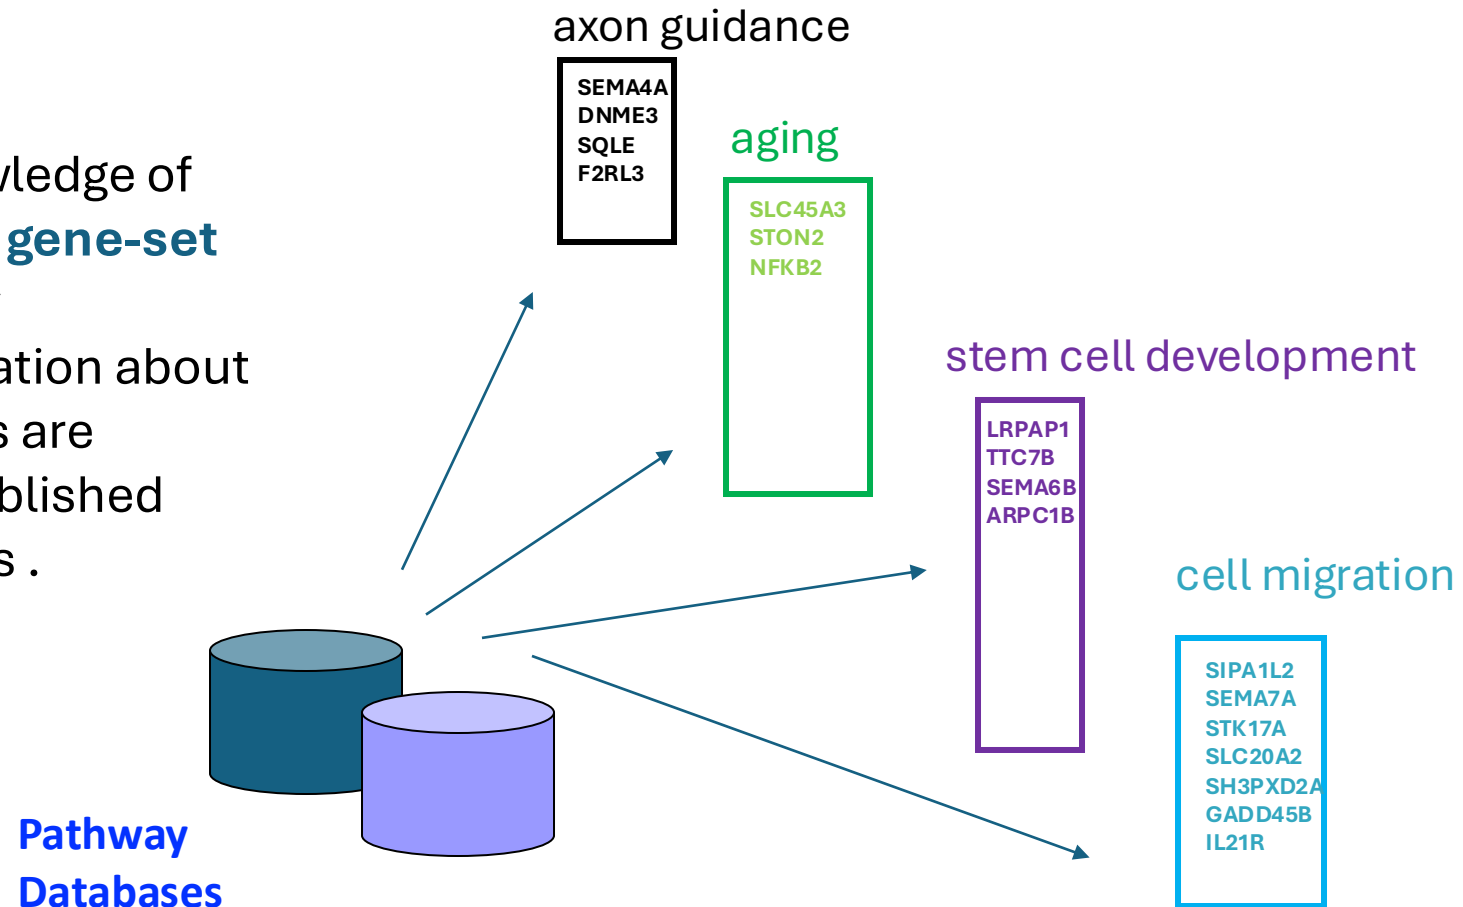 axon guidance
SEMA4A
DNME3
SQLE
F2RL3
aging
SLC45A3
STON2
NFKB2
wledge of
gene-set
ation about
s are
blished
s .
stem cell development
LRPAP1
TTC7B
SEMA6B
ARPC1B
cell migration
SIPA1L2
SEMA7A
STK17A
SLC20A2
SH3PXD2A
GADD45B
IL21R
Pathway
Databases